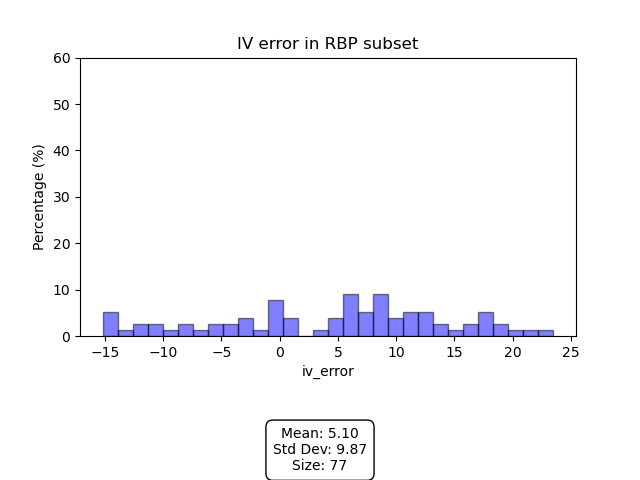 IV error in RBP subset
60
50
40
30
20
10
0
Percentage (%)
−15 −10 −5 0 5 10 15 20 25
iv_error
Mean: 5.10
Std Dev: 9.87
Size: 77